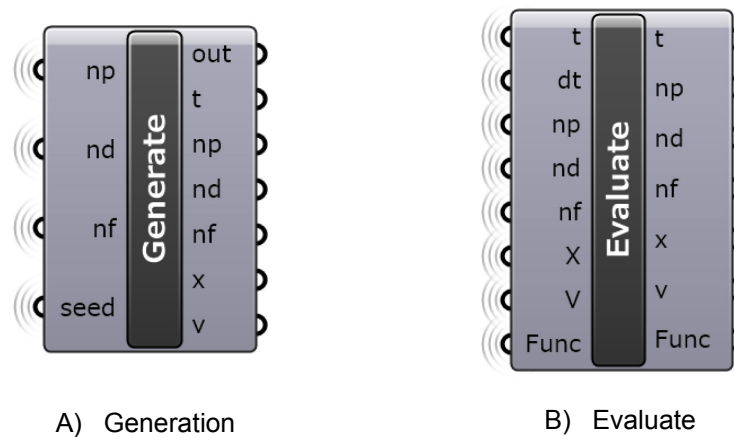 np
nd
nf
seed
Generate
out
t
np
nd
nf
x
v
A) Generation
t
dt
np
nd
nf
X
V
Func
Evaluate
t
np
nd
nf
x
v
Func
B) Evaluate